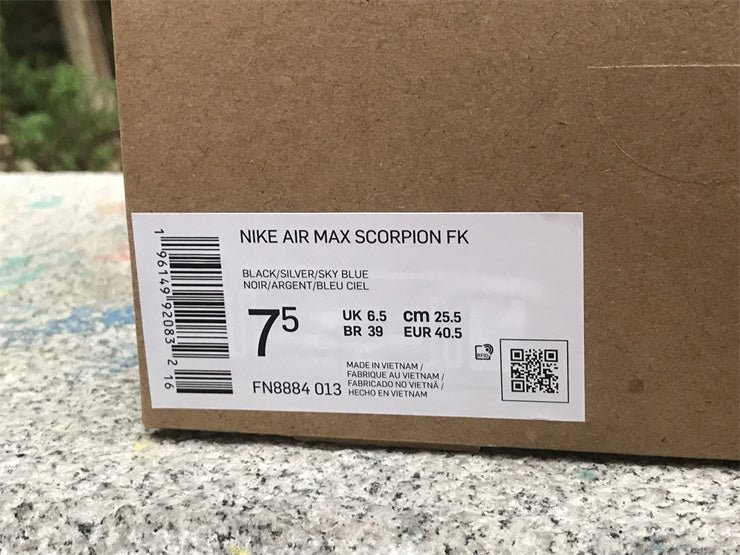 NIKE AIR MAX SCORPION FK
BLACK/SILVER/SKY BLUE
NOIR/ARGENT/BLEU CIEL
7 5
UK 6.5 cm 25.5
BR 39 EUR 40.5
MADE IN VIETNAM /
FABRIQUE AU VIETNAM /
FABRICADO NO VIETNÃ /
HECHO EN VIETNAM
FN8884 013
RFID
1 96149 92083 2 16